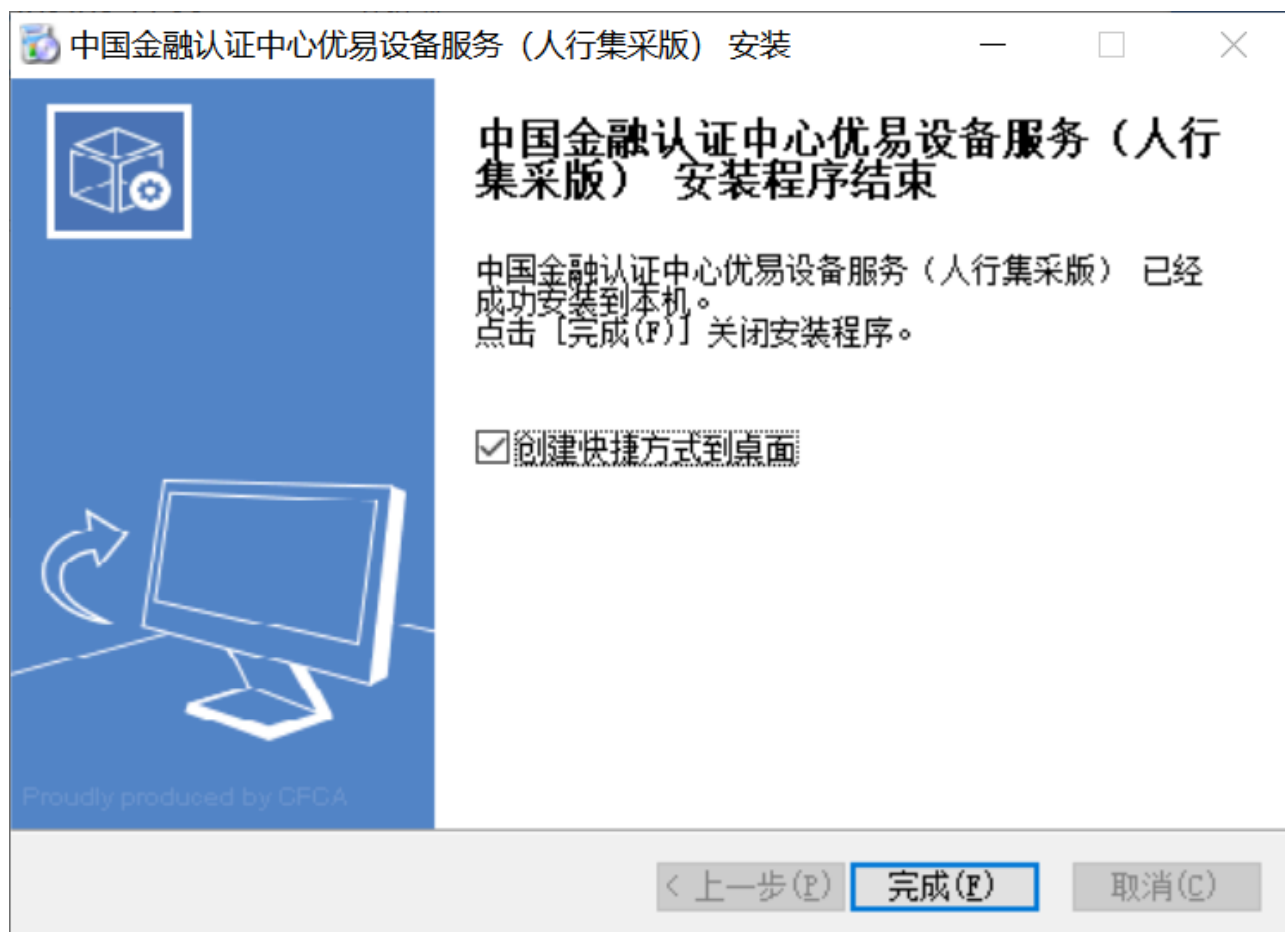 中国金融认证中心优易设备服务（人行集采版） 安装
中国金融认证中心优易设备服务（人行
集采版） 安装程序结束
中国金融认证中心优易设备服务（人行集采版） 已经
成功安装到本机。
点击 [完成(F)] 关闭安装程序。
创建快捷方式到桌面
Proudly produced by CFCA
< 上一步(P)
完成(F)
取消(C)